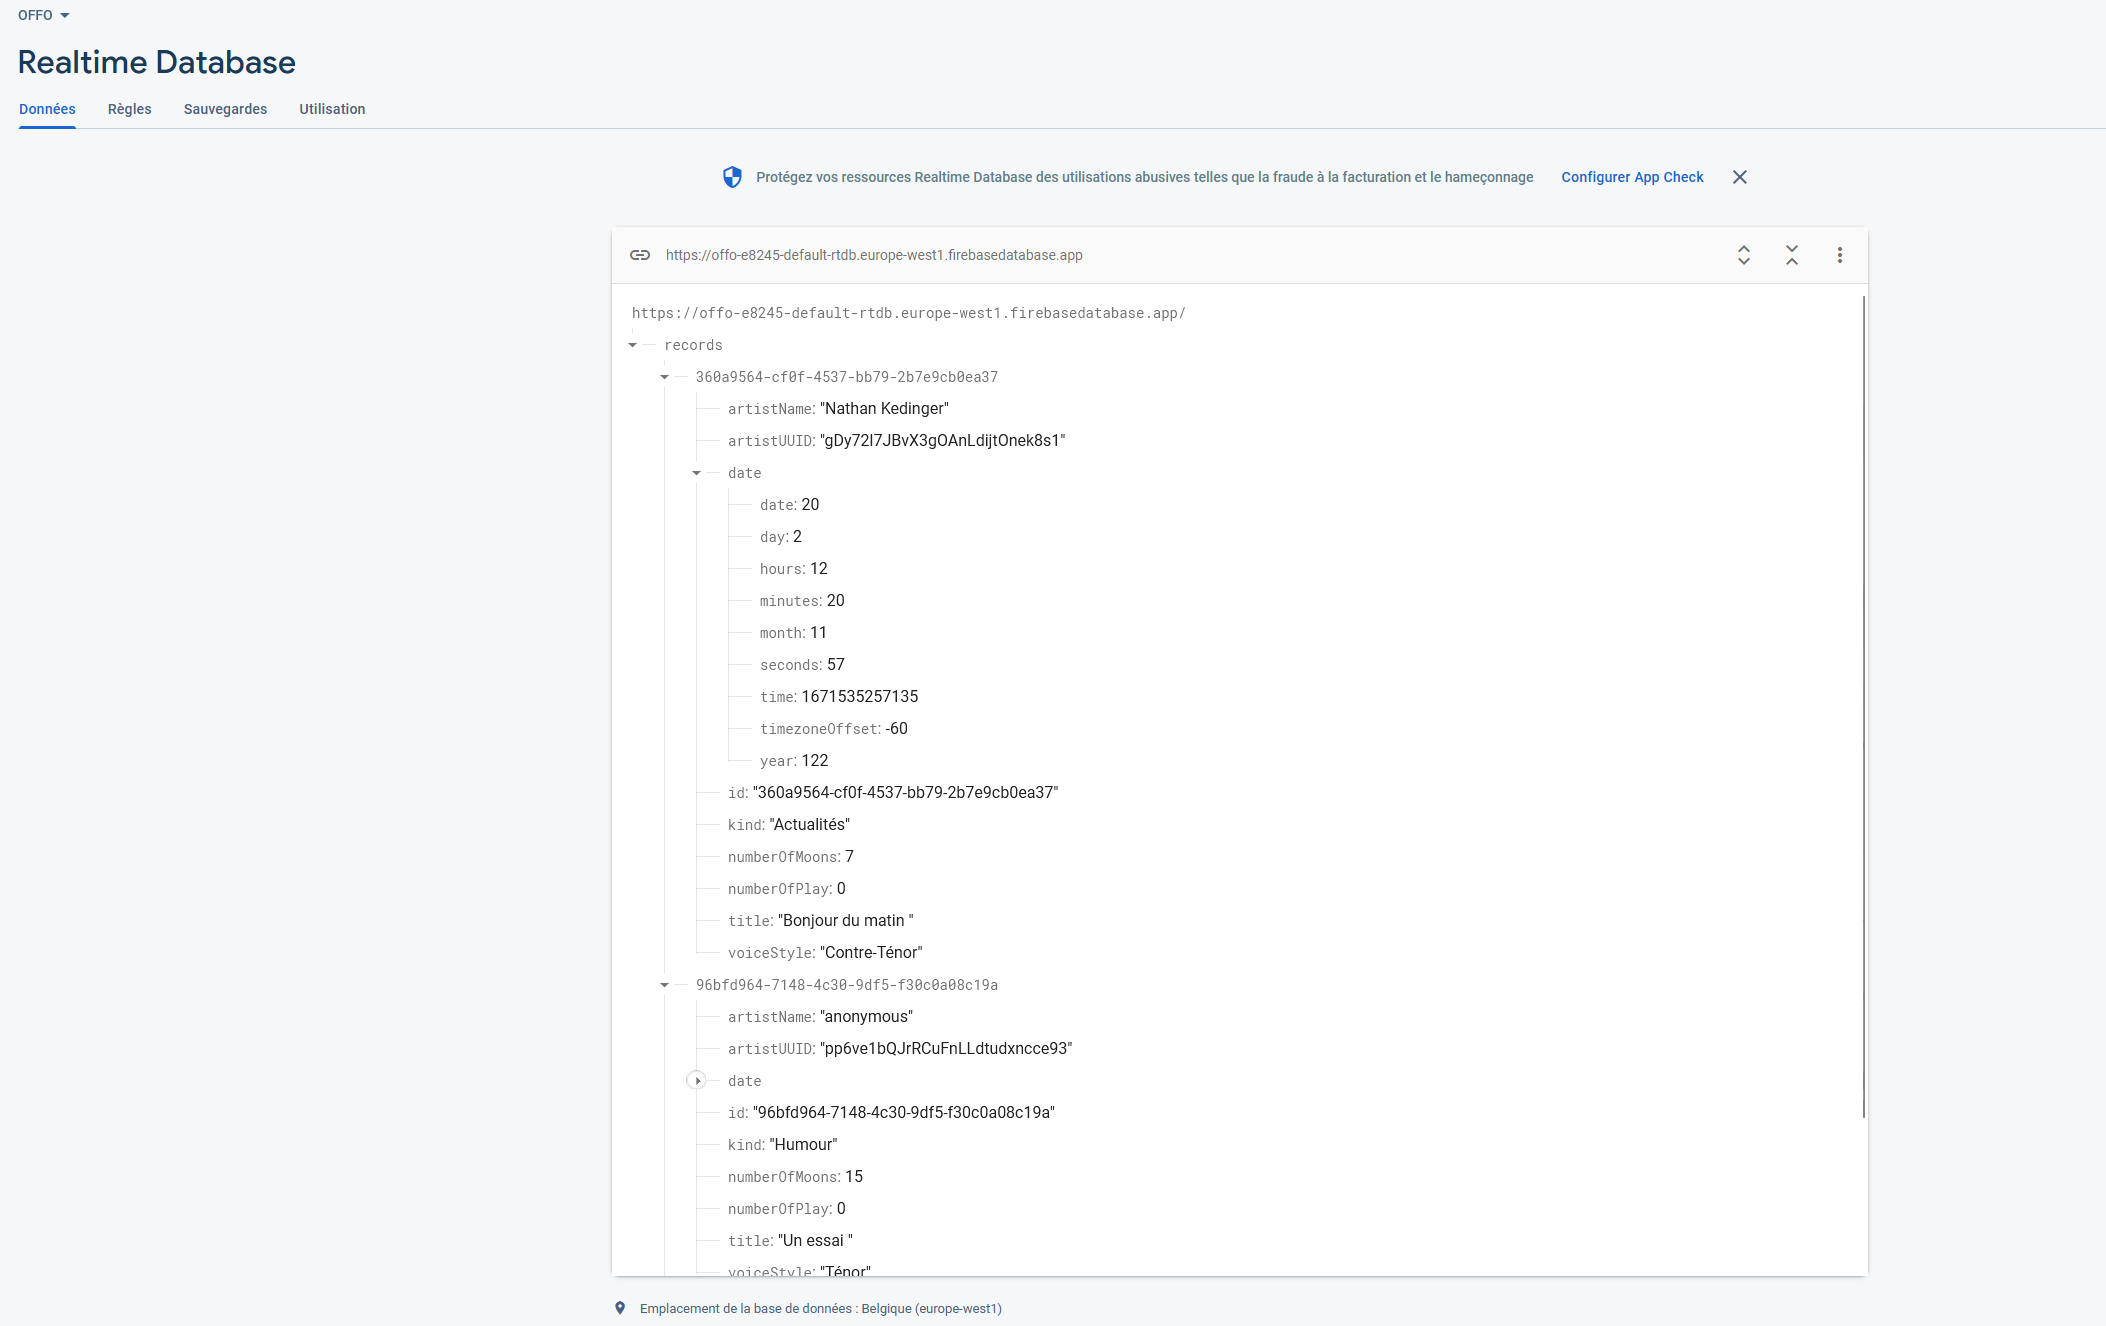 OFFO
Realtime Database
Données Règles Sauvegardes Utilisation
Protégez vos ressources Realtime Database des utilisations abusives telles que la fraude à la facturation et le hameçonnage Configurer App Check
https://offo-e8245-default-rtdb.europe-west1.firebasedatabase.app
https://offo-e8245-default-rtdb.europe-west1.firebasedatabase.app/
records
360a9564-cf0f-4537-bb79-2b7e9cb0ea37
artistName: "Nathan Kedinger"
artistUUID: "gDy72I7JBvX3gOAnLdijtOnek8s1"
date
date: 20
day: 2
hours: 12
minutes: 20
month: 11
seconds: 57
time: 1671535257135
timezoneOffset: -60
year: 122
id: "360a9564-cf0f-4537-bb79-2b7e9cb0ea37"
kind: "Actualités"
numberOfMoons: 7
numberOfPlay: 0
title: "Bonjour du matin "
voiceStyle: "Contre-Ténor"
96bfd964-7148-4c30-9df5-f30c0a08c19a
artistName: "anonymous"
artistUUID: "pp6ve1bQJrRCuFnLLdtudxncce93"
date
id: "96bfd964-7148-4c30-9df5-f30c0a08c19a"
kind: "Humour"
numberOfMoons: 15
numberOfPlay: 0
title: "Un essai "
voiceStyle: "Ténor"
Emplacement de la base de données : Belgique (europe-west1)